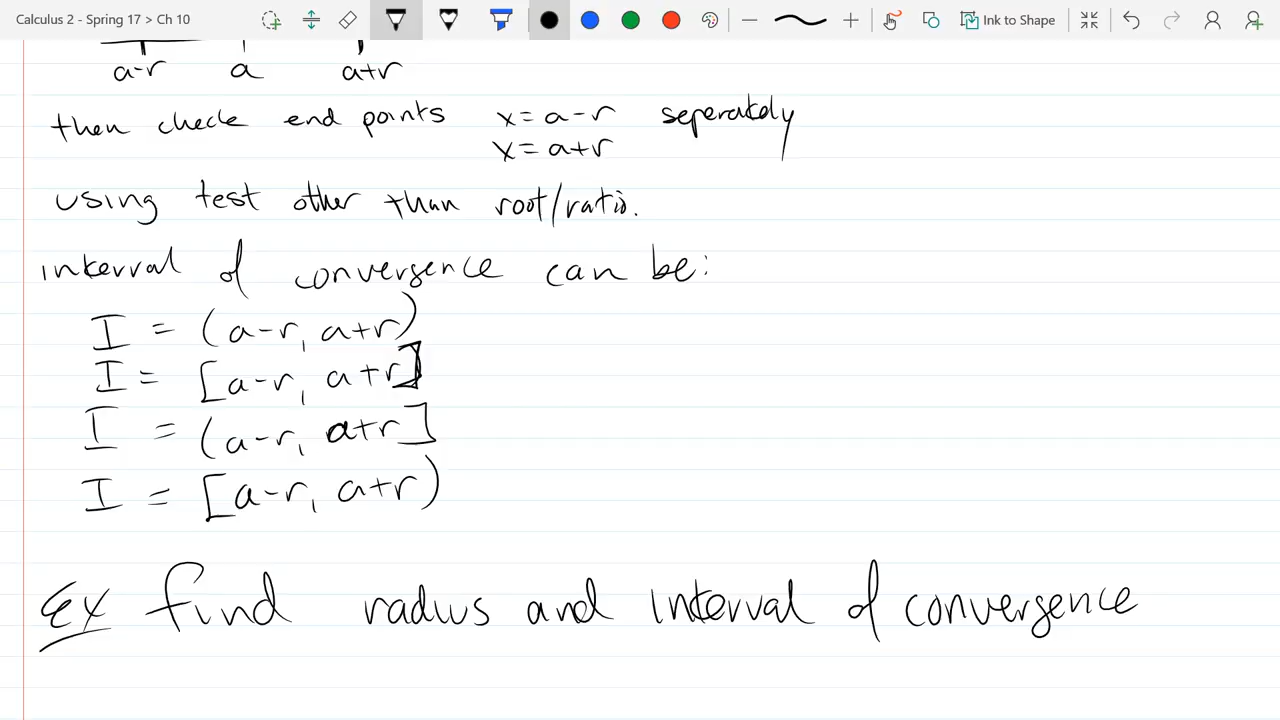 Calculus 2 - Spring 17 > Ch 10
Ink to Shape
a-r a a+r
then check end points x=a-r seperately
x=a+r
using test other than root/ratio.
interval of convergence can be:
I = (a-r, a+r)
I = [a-r, a+r]
I = (a-r, a+r]
I = [a-r, a+r)
Ex find radius and interval of convergence